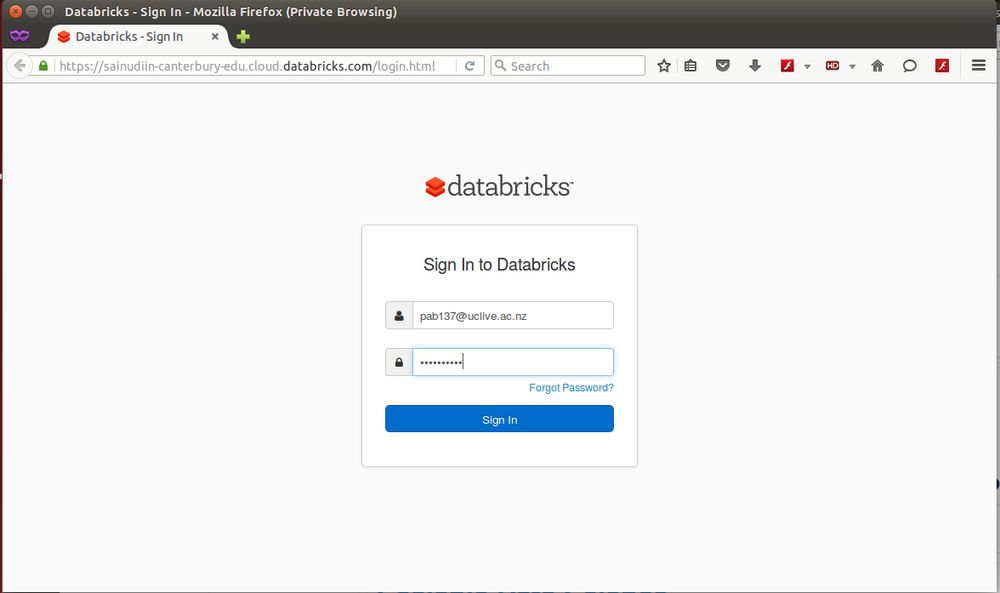 Databricks - Sign In - Mozilla Firefox (Private Browsing)
Databricks - Sign In
https://sainudiin-canterbury-edu.cloud.databricks.com/login.html
Search
HD
databricks™
Sign In to Databricks
pab137@uclive.ac.nz
••••••••••
Forgot Password?
Sign In